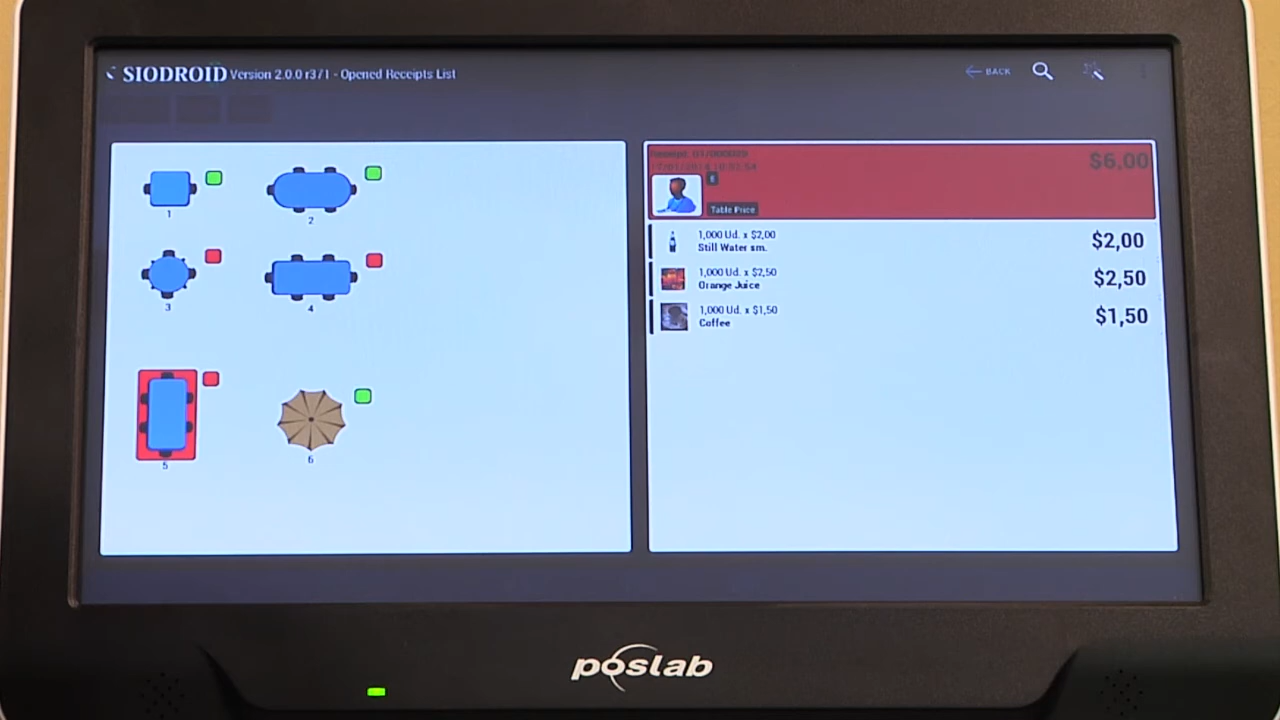 SIODROID Version 2.0.0 r371 - Opened Receipts List
BACK
1
2
3
4
5
6
$6,00
Table Price
1,000 Ud. x $2,00
Still Water sm.
$2,00
1,000 Ud. x $2,50
Orange Juice
$2,50
1,000 Ud. x $1,50
Coffee
$1,50
poslab